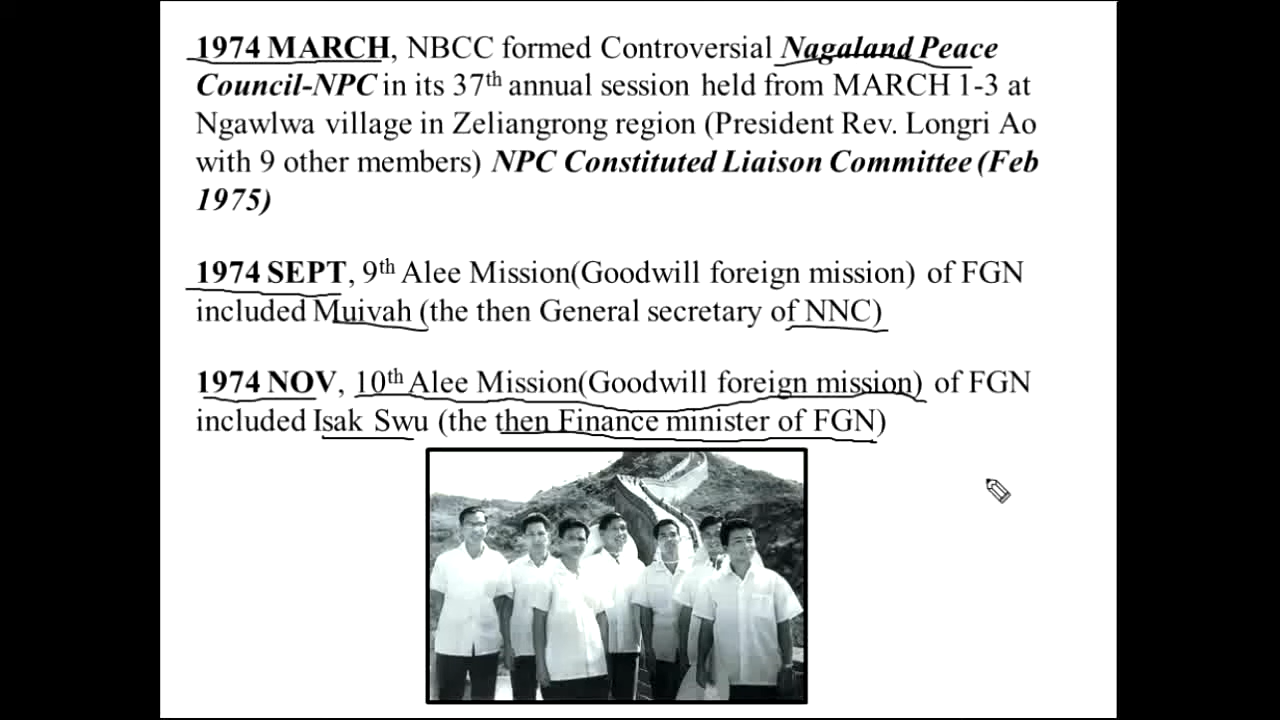 1974 MARCH, NBCC formed Controversial Nagaland Peace
Council-NPC in its 37th annual session held from MARCH 1-3 at
Ngawlwa village in Zeliangrong region (President Rev. Longri Ao
with 9 other members) NPC Constituted Liaison Committee (Feb
1975)
1974 SEPT, 9th Alee Mission(Goodwill foreign mission) of FGN
included Muivah (the then General secretary of NNC)
1974 NOV, 10th Alee Mission(Goodwill foreign mission) of FGN
included Isak Swu (the then Finance minister of FGN)